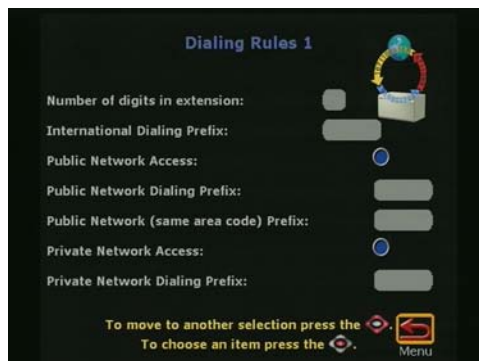 Dialing Rules 1
Number of digits in extension:
International Dialing Prefix:
Public Network Access:
Public Network Dialing Prefix:
Public Network (same area code) Prefix:
Private Network Access:
Private Network Dialing Prefix:
To move to another selection press the .
To choose an item press the .
Menu